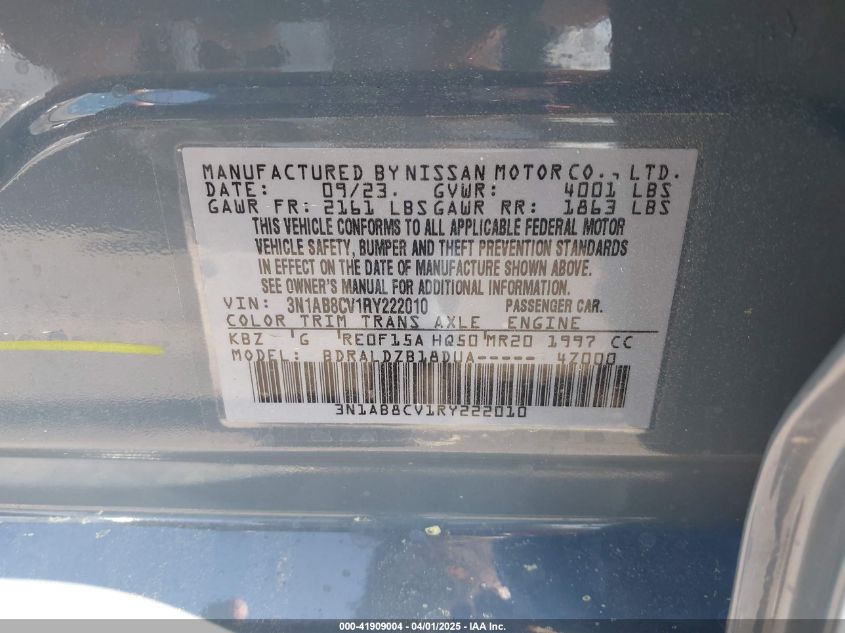 MANUFACTURED BY NISSAN MOTOR CO., LTD.
DATE: 09/23. GVWR: 4001 LBS
GAWR FR: 2161 LBS GAWR RR: 1863 LBS
THIS VEHICLE CONFORMS TO ALL APPLICABLE FEDERAL MOTOR
VEHICLE SAFETY, BUMPER AND THEFT PREVENTION STANDARDS
IN EFFECT ON THE DATE OF MANUFACTURE SHOWN ABOVE.
SEE OWNER'S MANUAL FOR ADDITIONAL INFORMATION.
VIN: 3N1AB8CV1RY222010 PASSENGER CAR.
COLOR TRIM TRANS AXLE ENGINE
KBZ G RE0F15A HQ50 MR20 1997 CC
MODEL: BDRALDZB18DUA----- 4Z000
3N1AB8CV1RY222010
000-41909004 - 04/01/2025 - IAA Inc.